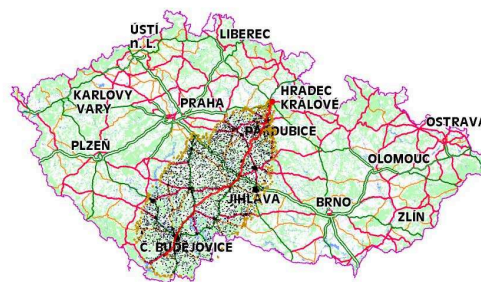 ÚSTÍ
n. L.
LIBEREC
KARLOVY
VARY
PRAHA
HRADEC
KRÁLOVÉ
PARDUBICE
PLZEŇ
OSTRAVA
OLOMOUC
JIHLAVA
BRNO
ZLÍN
Č. BUDĚJOVICE